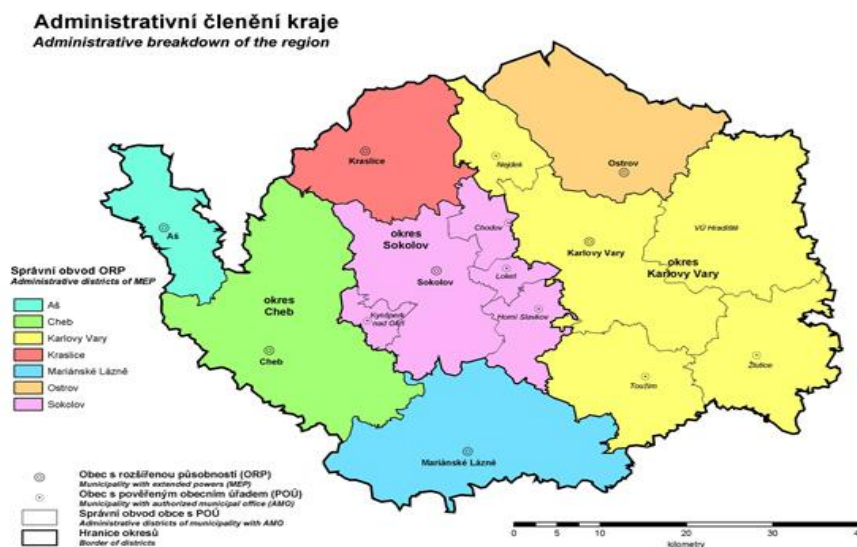 Administrativní členění kraje
Administrative breakdown of the region
Kraslice
Nejdek
Ostrov
Aš
okres
Sokolov
Chodov
VÚ Hradiště
Karlovy Vary
okres
Karlovy Vary
Loket
Sokolov
okres
Cheb
Kynšperk
nad Ohří
Horní Slavkov
Cheb
Toužim
Žlutice
Mariánské Lázně
Správní obvod ORP
Administrative districts of MEP
Aš
Cheb
Karlovy Vary
Kraslice
Mariánské Lázně
Ostrov
Sokolov
Obec s rozšířenou působností (ORP)
Municipality with extended powers (MEP)
Obec s pověřeným obecním úřadem (POÚ)
Municipality with authorized municipal office (AMO)
Správní obvod obce s POÚ
Administrative districts of municipality with AMO
Hranice okresů
Border of districts
0 10 20 30
kilometry